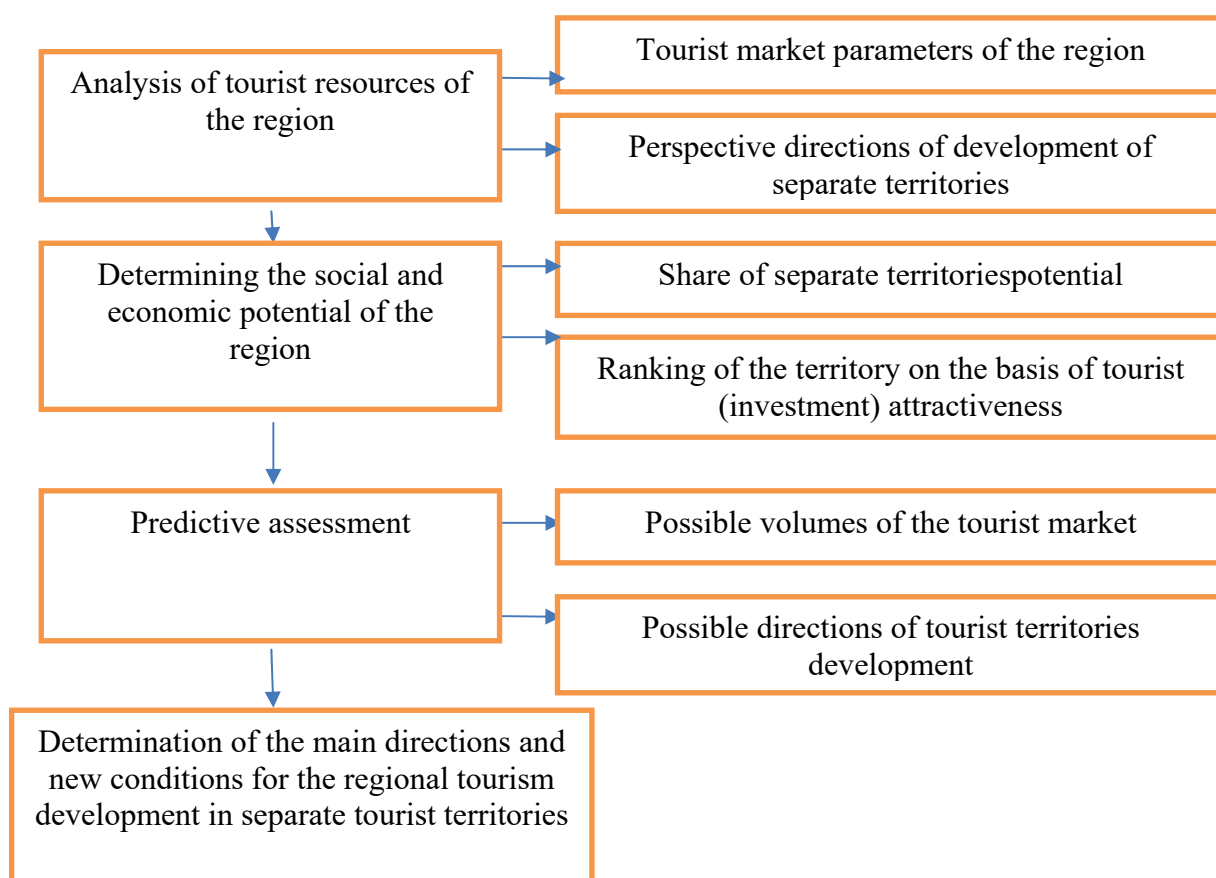 Analysis of tourist resources of
the region
Tourist market parameters of the region
Perspective directions of development of
separate territories
Determining the social and
economic potential of the
region
Share of separate territoriespotential
Ranking of the territory on the basis of tourist
(investment) attractiveness
Predictive assessment
Possible volumes of the tourist market
Possible directions of tourist territories
development
Determination of the main directions and
new conditions for the regional tourism
development in separate tourist territories